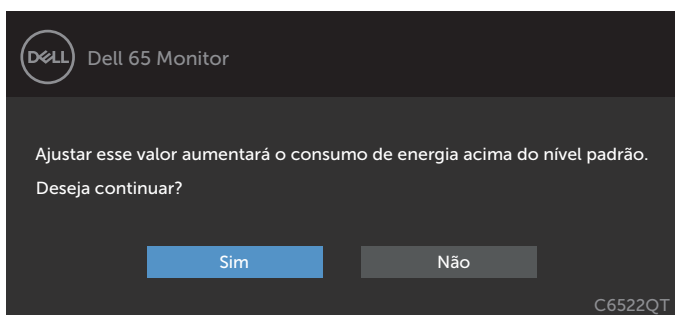 DELL
Dell 65 Monitor
Ajustar esse valor aumentará o consumo de energia acima do nível padrão.
Deseja continuar?
Sim Não
C6522QT